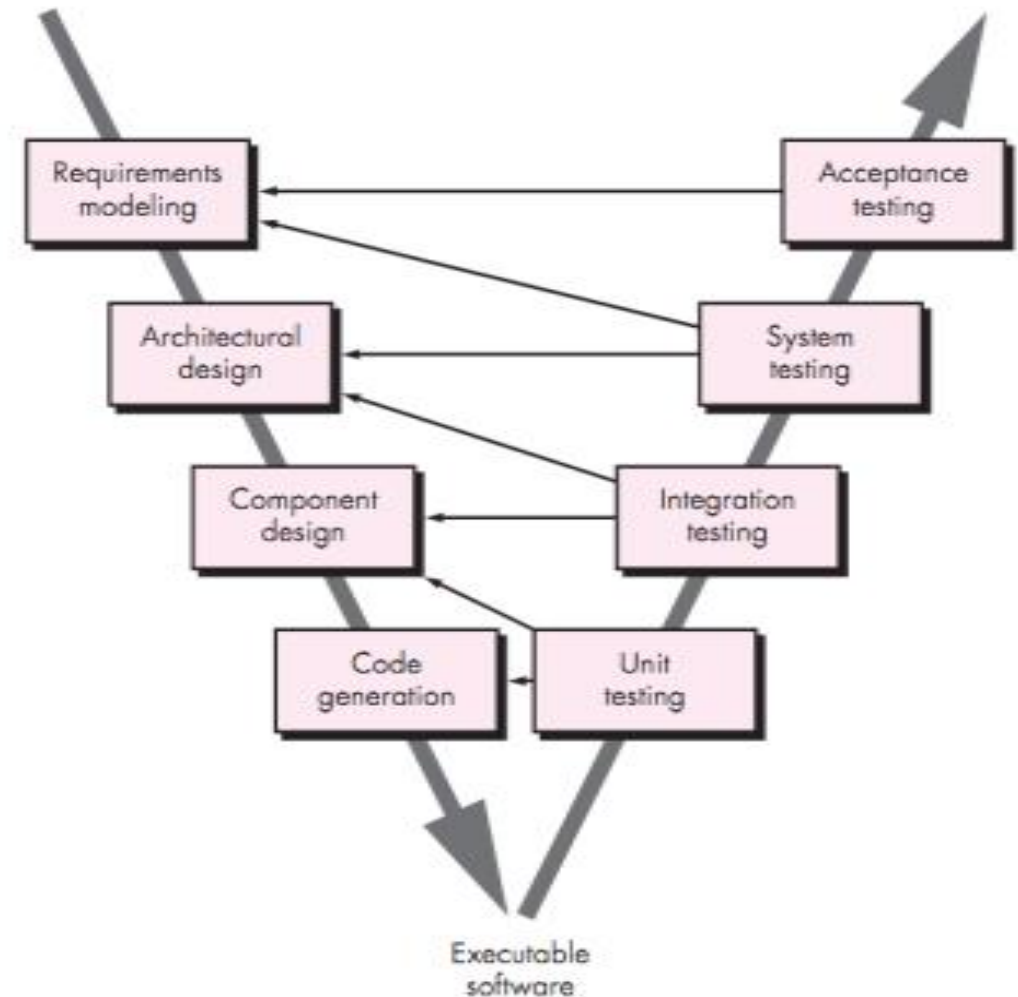 Requirements
modeling
Acceptance
testing
Architectural
design
System
testing
Component
design
Integration
testing
Code
generation
Unit
testing
Executable
software